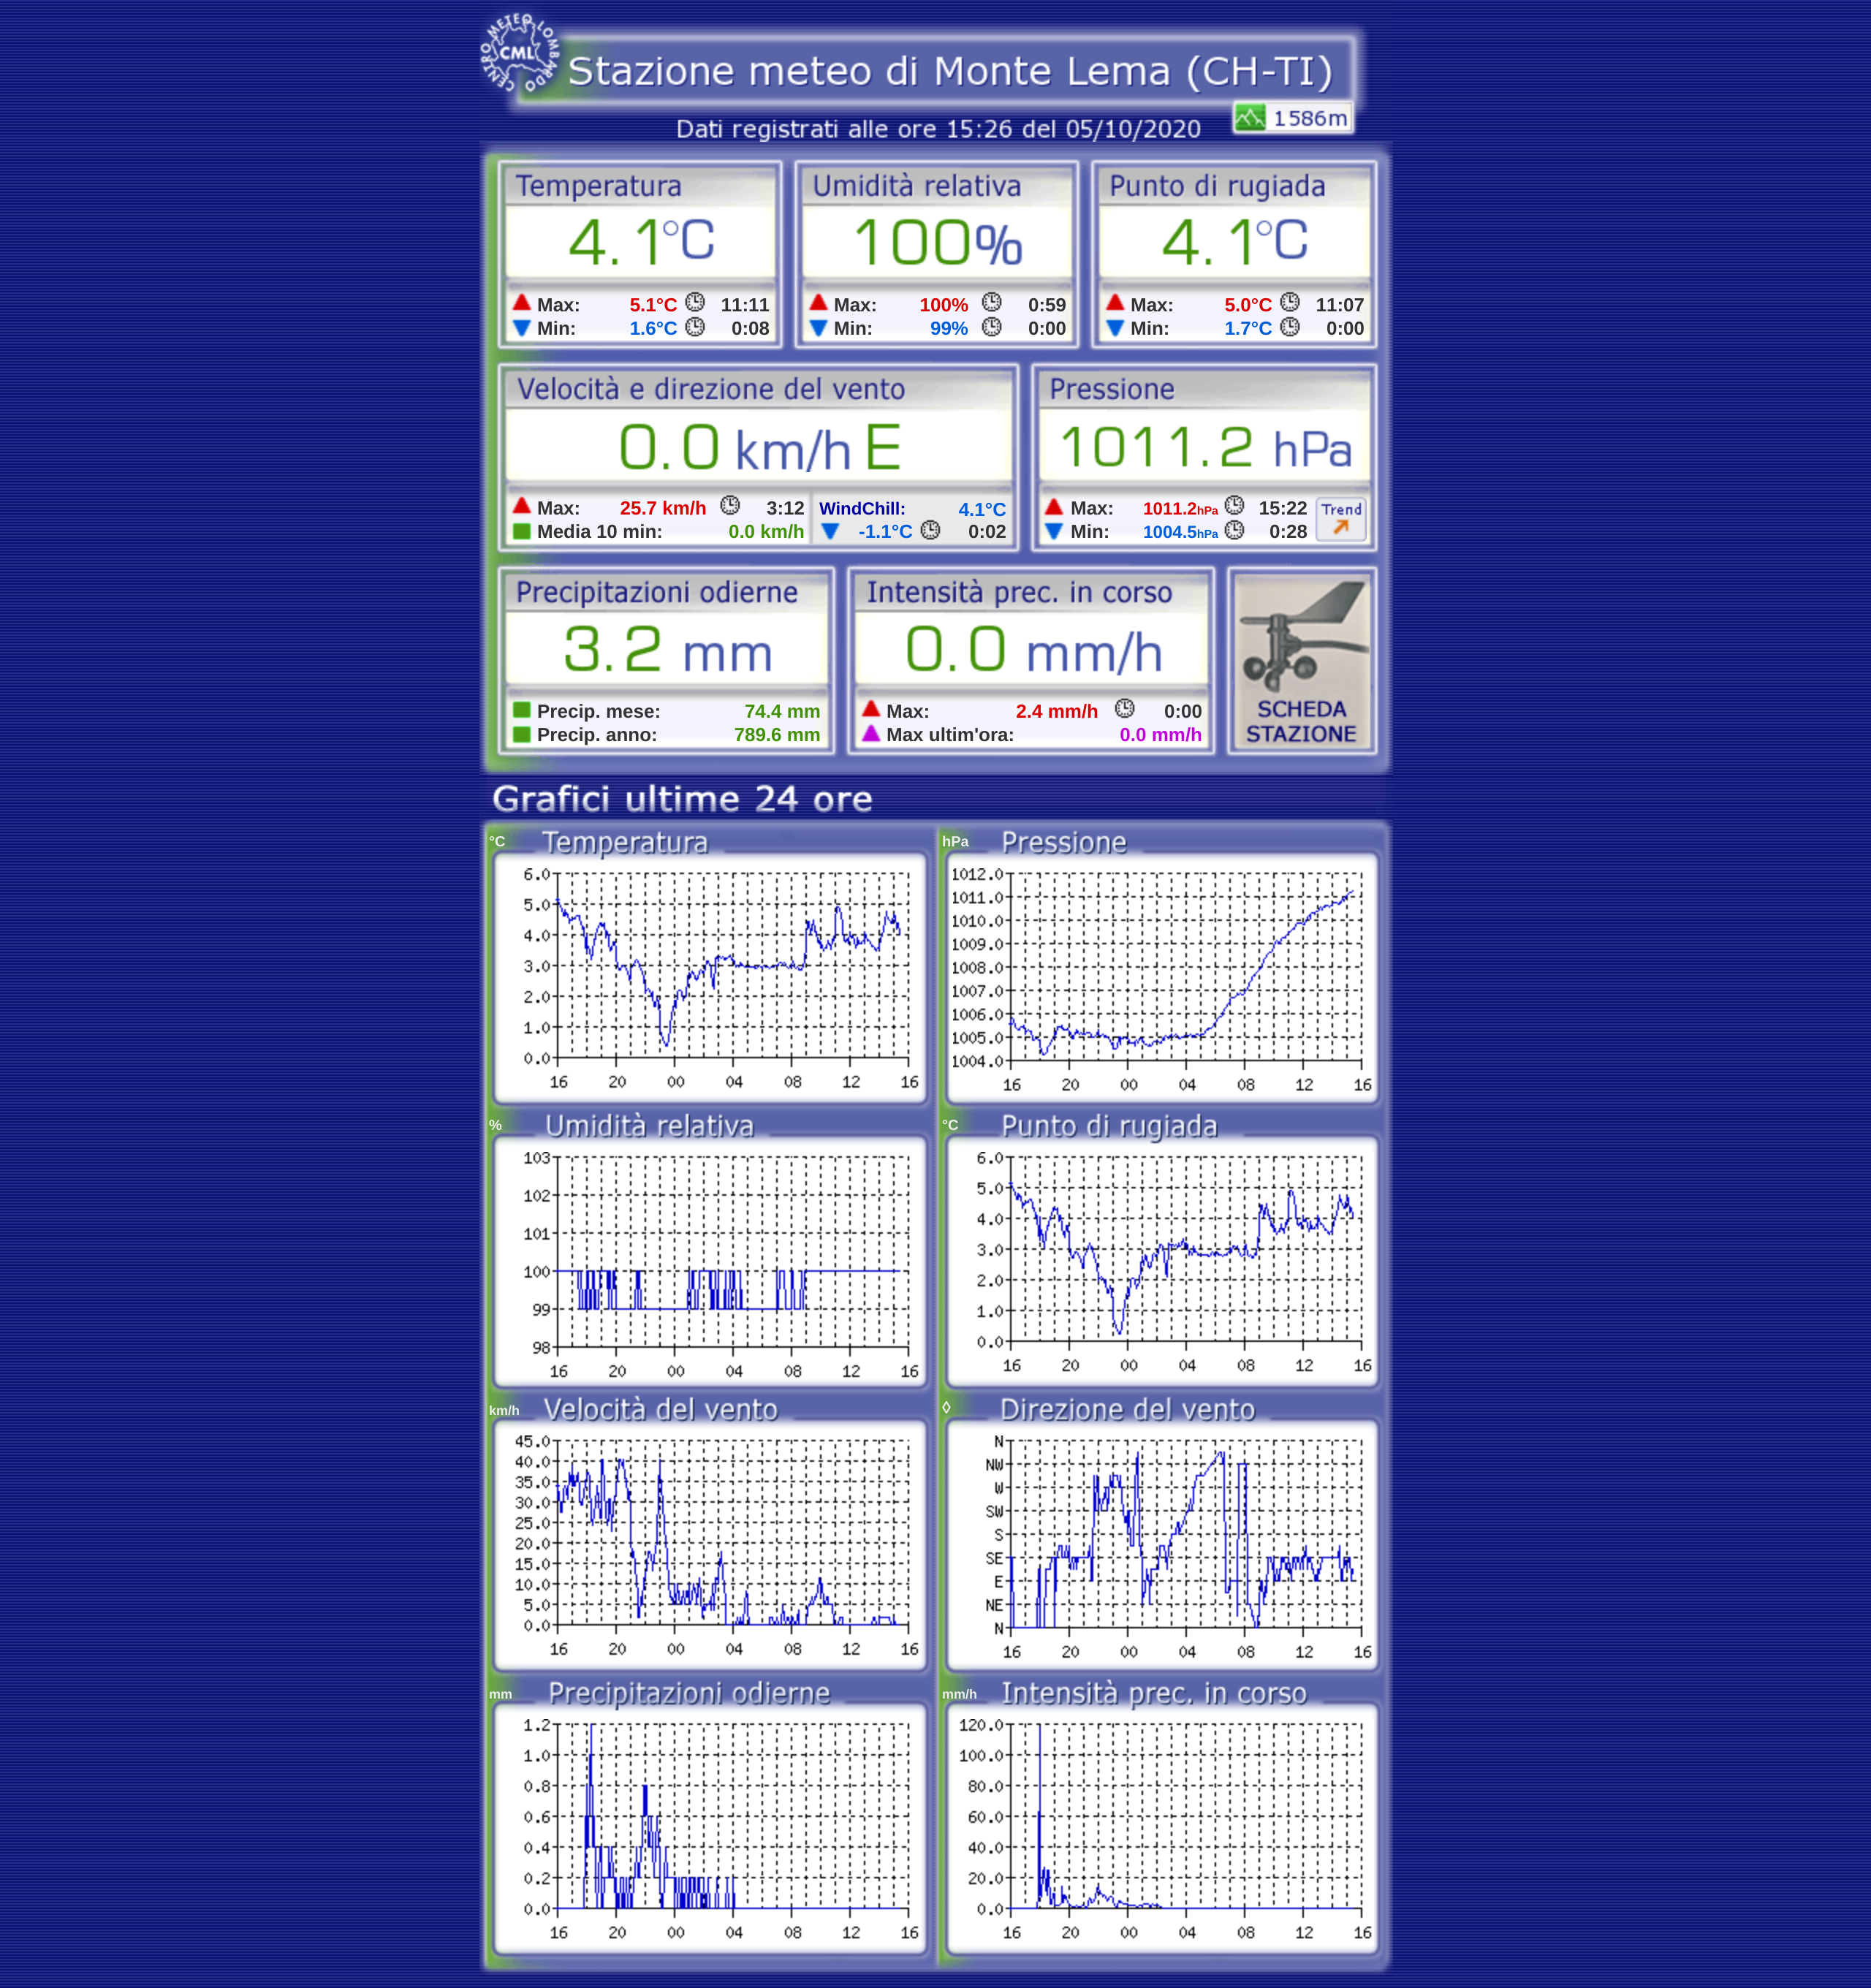 CENTRO METEO LOMBARDO
CML
Stazione meteo di Monte Lema (CH-TI)
1586m
Dati registrati alle ore 15:26 del 05/10/2020
Temperatura
4.1°C
Max: 5.1°C 11:11
Min: 1.6°C 0:08
Umidità relativa
100%
Max: 100% 0:59
Min: 99% 0:00
Punto di rugiada
4.1°C
Max: 5.0°C 11:07
Min: 1.7°C 0:00
Velocità e direzione del vento
0.0 km/h E
Max: 25.7 km/h 3:12
Media 10 min: 0.0 km/h
WindChill: 4.1°C
-1.1°C 0:02
Pressione
1011.2 hPa
Max: 1011.2hPa 15:22
Min: 1004.5hPa 0:28
Trend
Precipitazioni odierne
3.2 mm
Precip. mese: 74.4 mm
Precip. anno: 789.6 mm
Intensità prec. in corso
0.0 mm/h
Max: 2.4 mm/h 0:00
Max ultim'ora: 0.0 mm/h
SCHEDA
STAZIONE
Grafici ultime 24 ore
°C Temperatura
6.0
5.0
4.0
3.0
2.0
1.0
0.0
16 20 00 04 08 12 16
hPa Pressione
1012.0
1011.0
1010.0
1009.0
1008.0
1007.0
1006.0
1005.0
1004.0
16 20 00 04 08 12 16
% Umidità relativa
103
102
101
100
99
98
16 20 00 04 08 12 16
°C Punto di rugiada
6.0
5.0
4.0
3.0
2.0
1.0
0.0
16 20 00 04 08 12 16
km/h Velocità del vento
45.0
40.0
35.0
30.0
25.0
20.0
15.0
10.0
5.0
0.0
16 20 00 04 08 12 16
◊ Direzione del vento
N
NW
W
SW
S
SE
E
NE
N
16 20 00 04 08 12 16
mm Precipitazioni odierne
1.2
1.0
0.8
0.6
0.4
0.2
0.0
16 20 00 04 08 12 16
mm/h Intensità prec. in corso
120.0
100.0
80.0
60.0
40.0
20.0
0.0
16 20 00 04 08 12 16